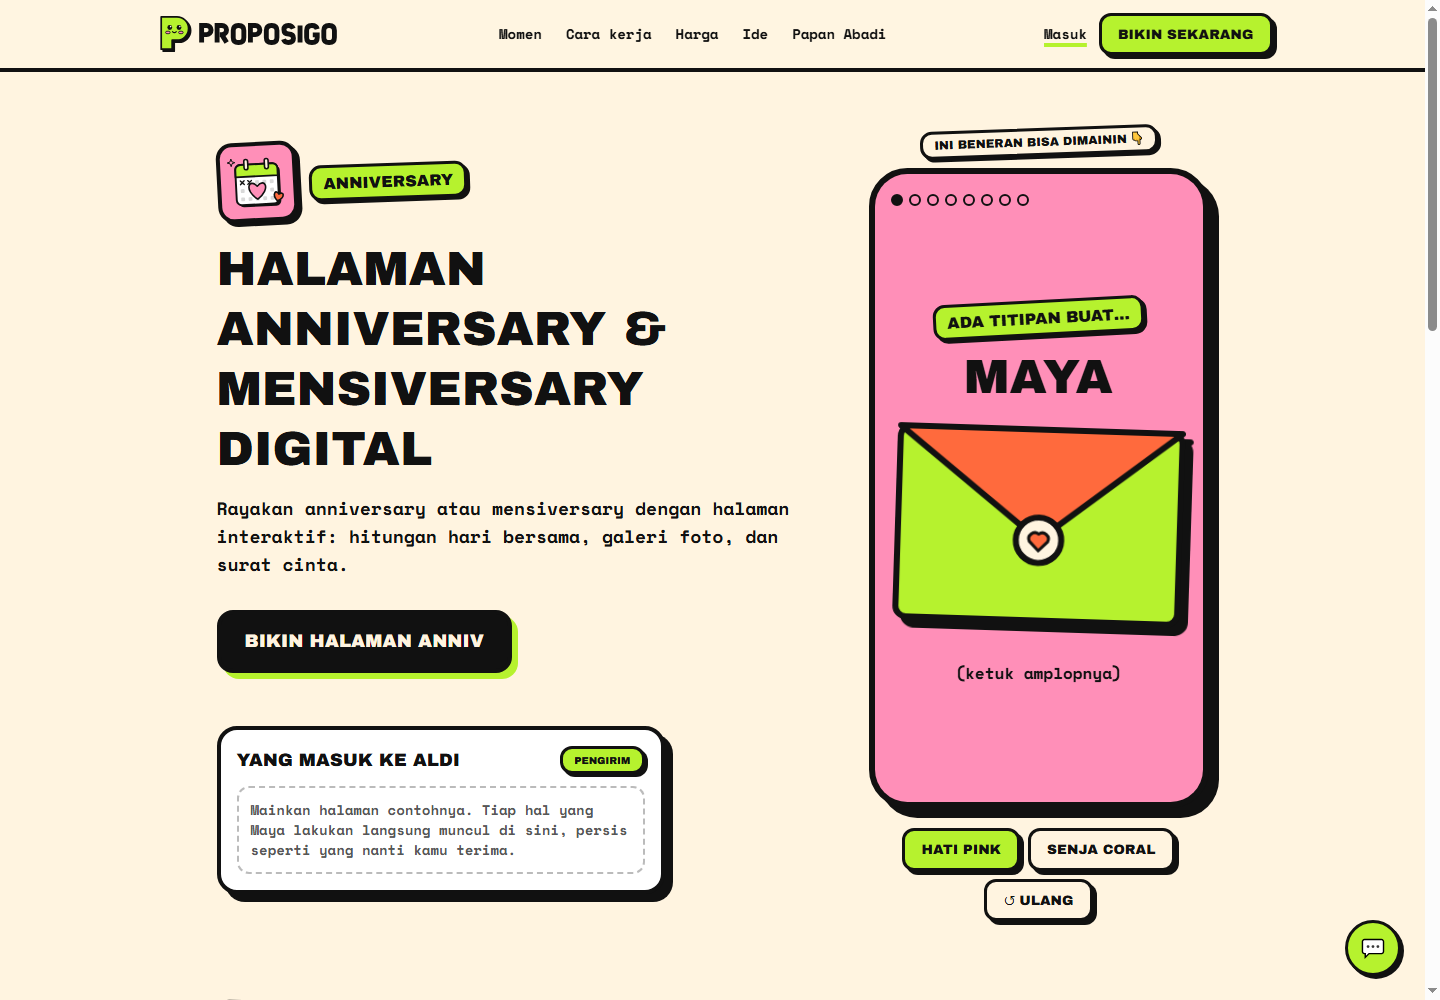 PROPOSIGO
Momen
Cara kerja
Harga
Ide
Papan Abadi
Masuk
BIKIN SEKARANG
ANNIVERSARY
HALAMAN
ANNIVERSARY &
MENSIVERSARY
DIGITAL
Rayakan anniversary atau mensiversary dengan halaman
interaktif: hitungan hari bersama, galeri foto, dan
surat cinta.
BIKIN HALAMAN ANNIV
YANG MASUK KE ALDI
PENGIRIM
Mainkan halaman contohnya. Tiap hal yang
Maya lakukan langsung muncul di sini, persis
seperti yang nanti kamu terima.
INI BENERAN BISA DIMAININ 👇
ADA TITIPAN BUAT...
MAYA
(ketuk amplopnya)
HATI PINK
SENJA CORAL
↺ ULANG